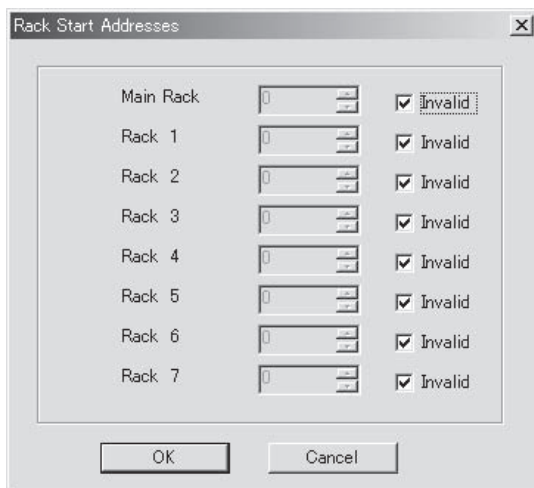 Rack Start Addresses
Main Rack 0 Invalid
Rack 1 0 Invalid
Rack 2 0 Invalid
Rack 3 0 Invalid
Rack 4 0 Invalid
Rack 5 0 Invalid
Rack 6 0 Invalid
Rack 7 0 Invalid
OK Cancel